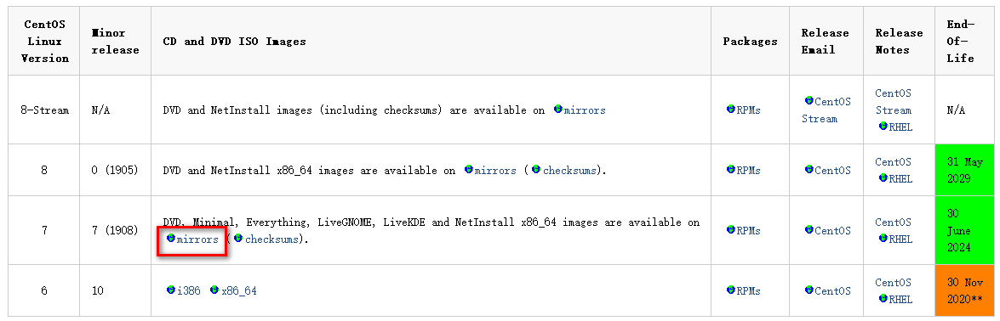 CentOS Linux Version
Minor release
CD and DVD ISO Images
Packages
Release Email
Release Notes
End-Of-Life
8-Stream
N/A
DVD and NetInstall images (including checksums) are available on mirrors
RPMs
CentOS Stream
CentOS Stream
RHEL
N/A
8
0 (1905)
DVD and NetInstall x86_64 images are available on mirrors (checksums).
RPMs
CentOS
CentOS
RHEL
31 May 2029
7
7 (1908)
DVD, Minimal, Everything, LiveGNOME, LiveKDE and NetInstall x86_64 images are available on
mirrors (checksums).
RPMs
CentOS
CentOS
RHEL
30 June 2024
6
10
i386 x86_64
RPMs
CentOS
CentOS
RHEL
30 Nov 2020**